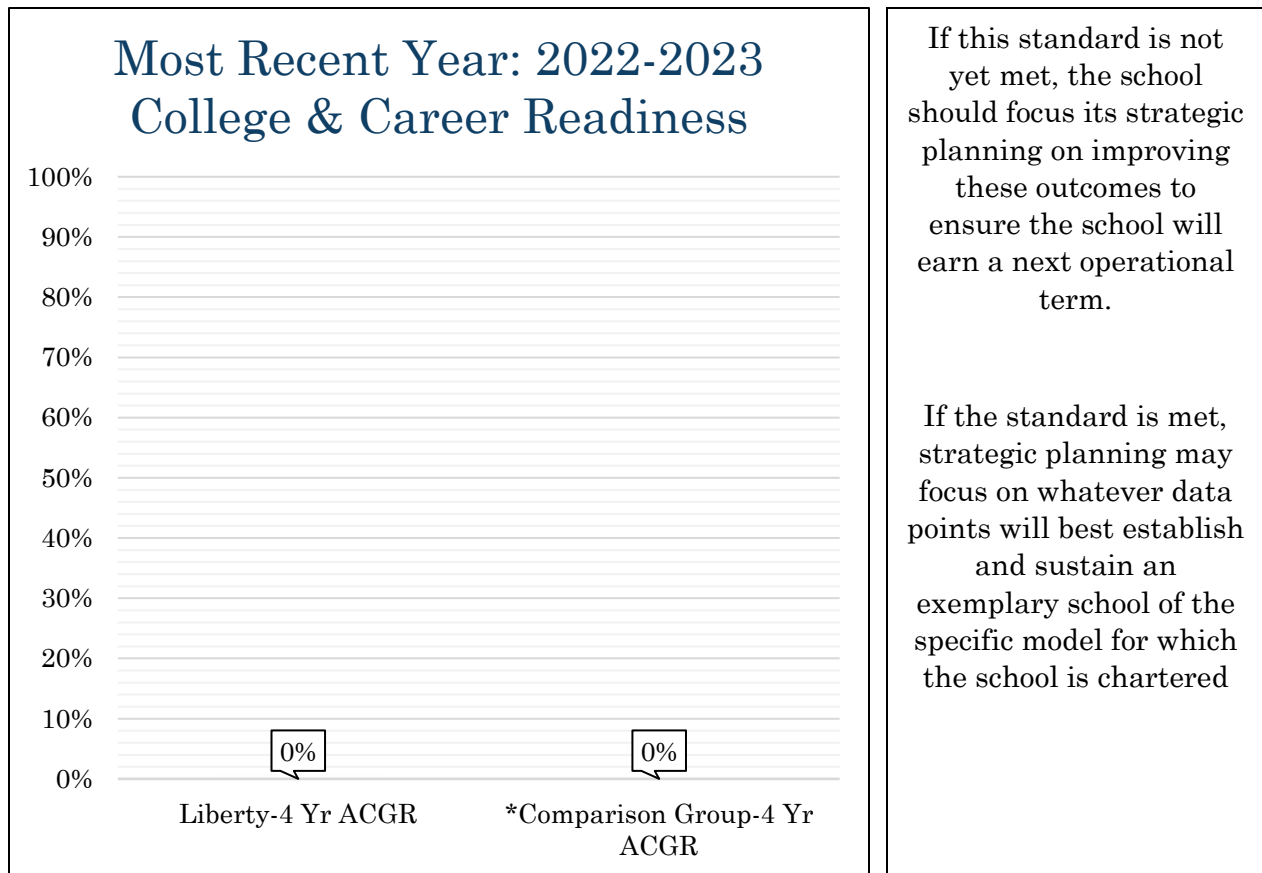 Most Recent Year: 2022-2023
College & Career Readiness
100%
90%
80%
70%
60%
50%
40%
30%
20%
10%
0%
0%
0%
Liberty-4 Yr ACGR
*Comparison Group-4 Yr
ACGR
If this standard is not
yet met, the school
should focus its strategic
planning on improving
these outcomes to
ensure the school will
earn a next operational
term.
If the standard is met,
strategic planning may
focus on whatever data
points will best establish
and sustain an
exemplary school of the
specific model for which
the school is chartered